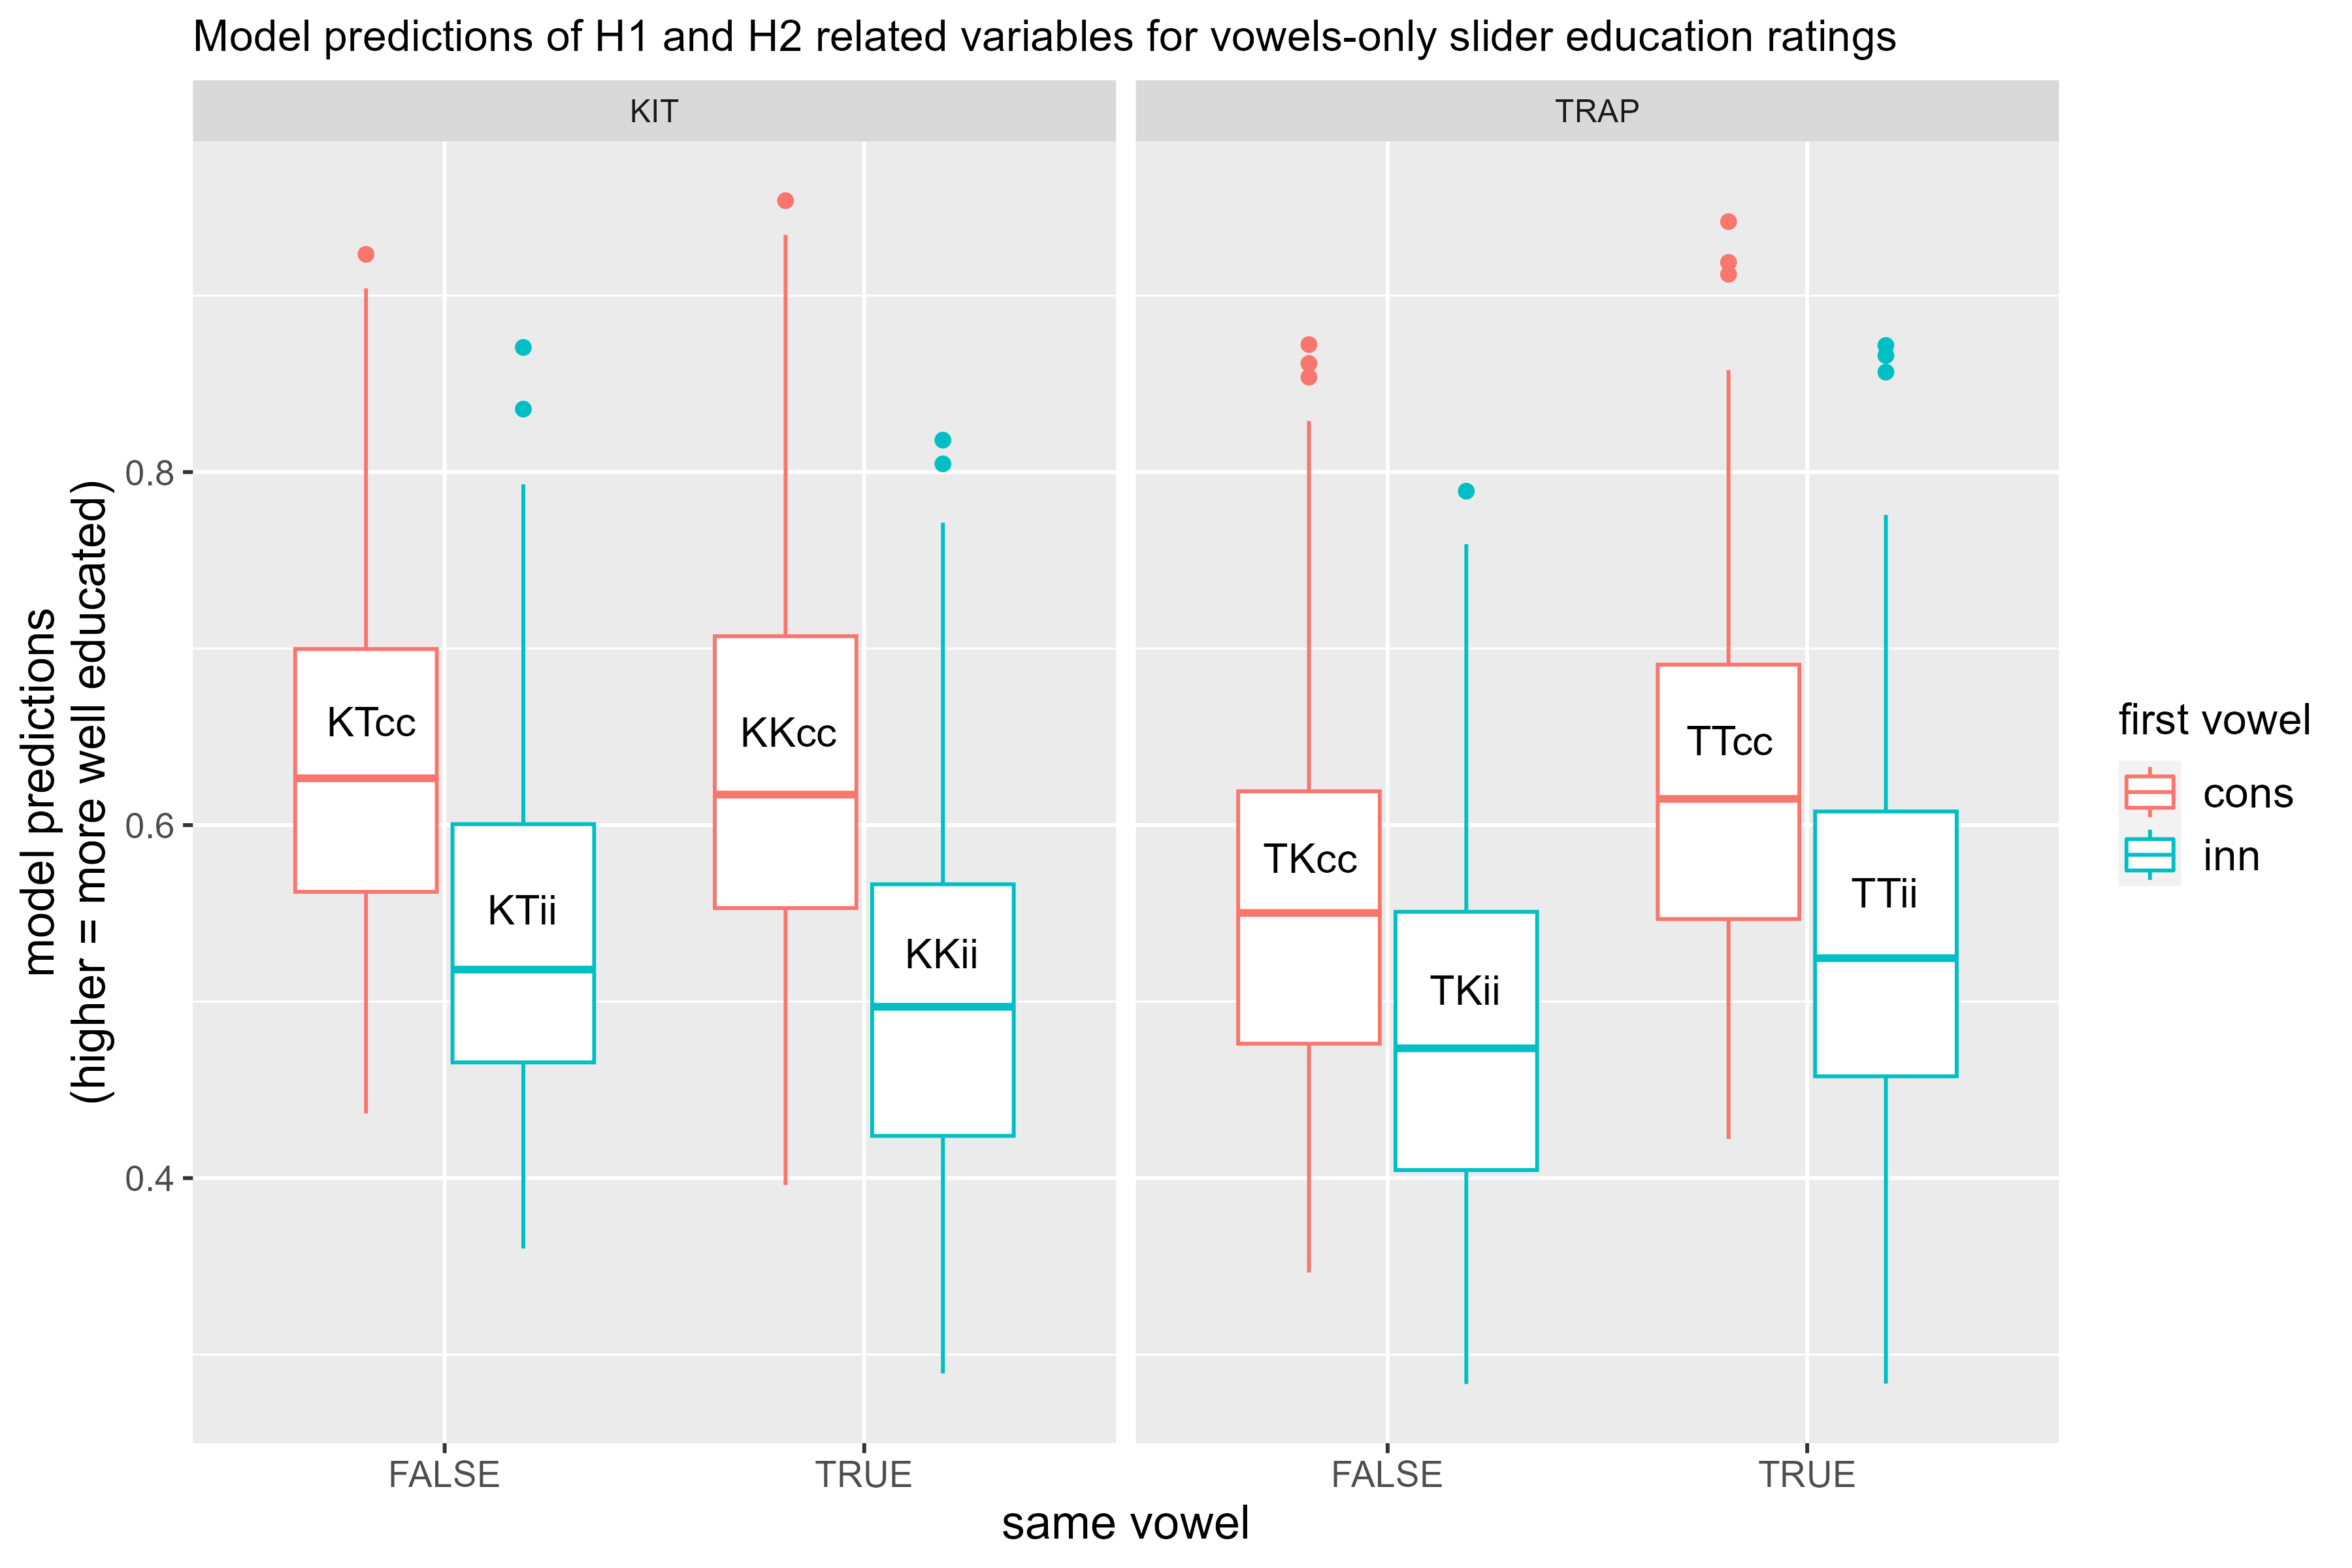 Model predictions of H1 and H2 related variables for vowels-only slider education ratings
KIT
TRAP
model predictions
(higher = more well educated)
0.8
0.6
0.4
KTcc
KTii
KKcc
KKii
TKcc
TKii
TTcc
TTii
FALSE
TRUE
FALSE
TRUE
same vowel
first vowel
cons
inn